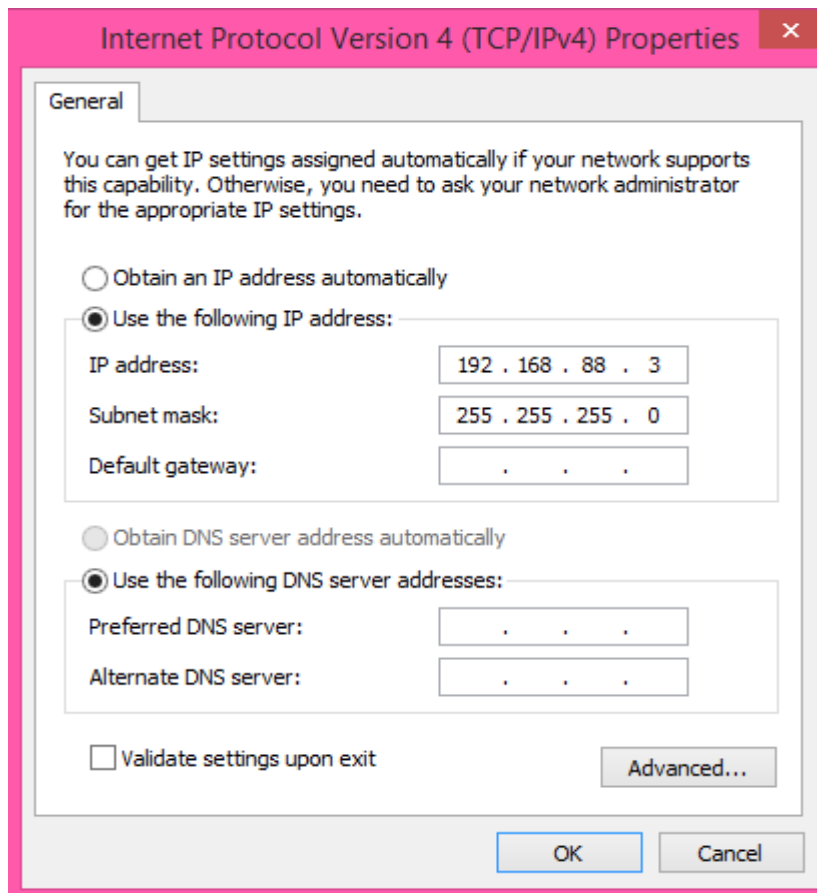 Internet Protocol Version 4 (TCP/IPv4) Properties
General
You can get IP settings assigned automatically if your network supports
this capability. Otherwise, you need to ask your network administrator
for the appropriate IP settings.
Obtain an IP address automatically
Use the following IP address:
IP address: 192 . 168 . 88 . 3
Subnet mask: 255 . 255 . 255 . 0
Default gateway: . . .
Obtain DNS server address automatically
Use the following DNS server addresses:
Preferred DNS server: . . .
Alternate DNS server: . . .
Validate settings upon exit
Advanced...
OK Cancel